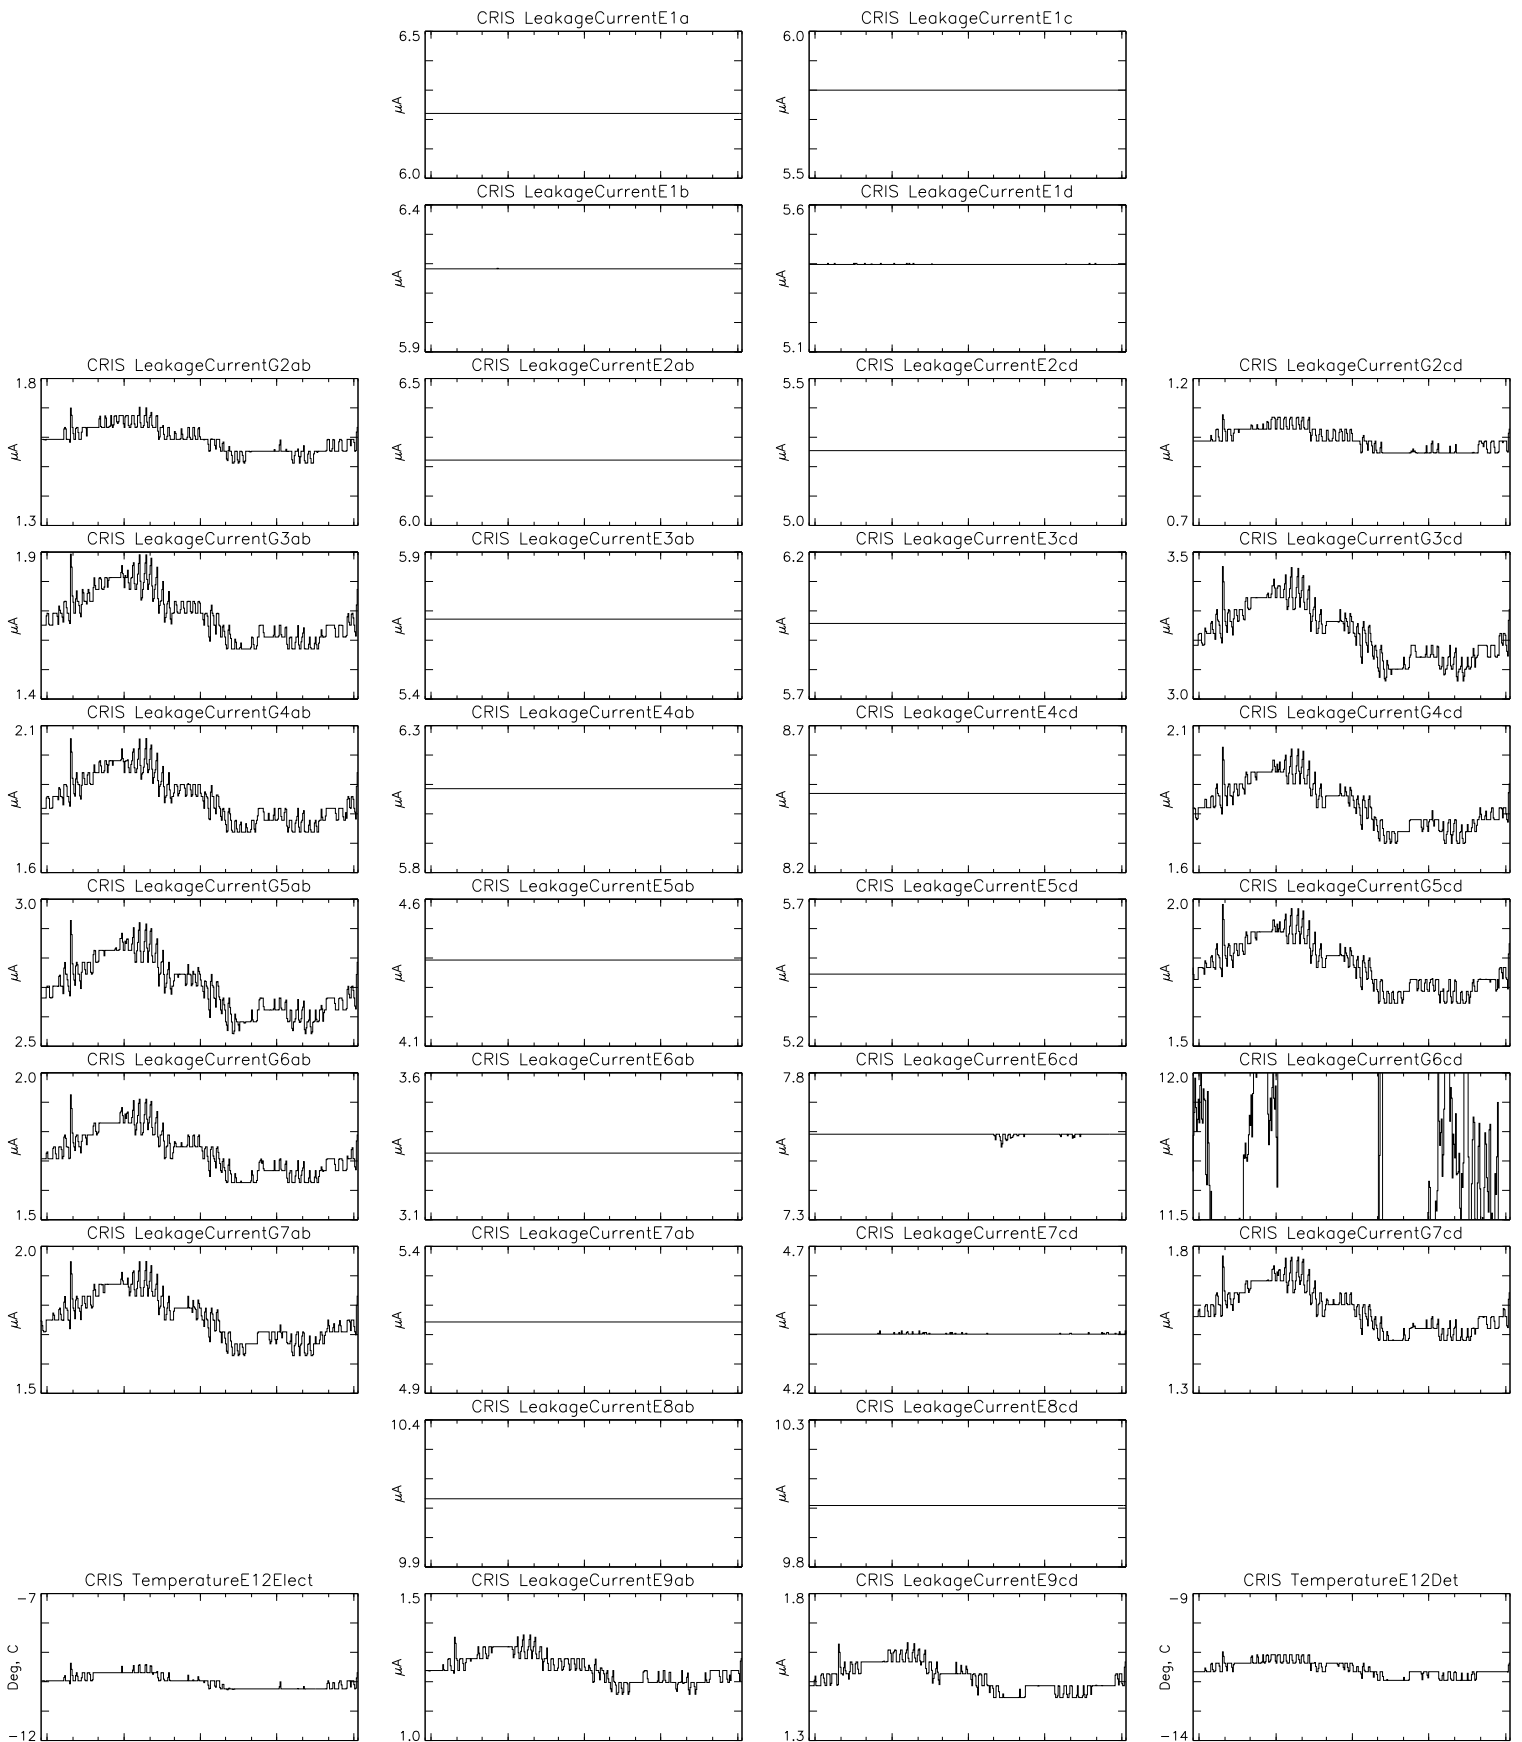 CRIS LeakageCurrentE1a
CRIS LeakageCurrentE1c
6.5
μA
6.0
6.0
μA
5.5
CRIS LeakageCurrentE1b
CRIS LeakageCurrentE1d
6.4
μA
5.9
5.6
μA
5.1
CRIS LeakageCurrentG2ab
CRIS LeakageCurrentE2ab
CRIS LeakageCurrentE2cd
CRIS LeakageCurrentG2cd
1.8
μA
1.3
6.5
μA
6.0
5.5
μA
5.0
1.2
μA
0.7
CRIS LeakageCurrentG3ab
CRIS LeakageCurrentE3ab
CRIS LeakageCurrentE3cd
CRIS LeakageCurrentG3cd
1.9
μA
1.4
5.9
μA
5.4
6.2
μA
5.7
3.5
μA
3.0
CRIS LeakageCurrentG4ab
CRIS LeakageCurrentE4ab
CRIS LeakageCurrentE4cd
CRIS LeakageCurrentG4cd
2.1
μA
1.6
6.3
μA
5.8
8.7
μA
8.2
2.1
μA
1.6
CRIS LeakageCurrentG5ab
CRIS LeakageCurrentE5ab
CRIS LeakageCurrentE5cd
CRIS LeakageCurrentG5cd
3.0
μA
2.5
4.6
μA
4.1
5.7
μA
5.2
2.0
μA
1.5
CRIS LeakageCurrentG6ab
CRIS LeakageCurrentE6ab
CRIS LeakageCurrentE6cd
CRIS LeakageCurrentG6cd
2.0
μA
1.5
3.6
μA
3.1
7.8
μA
7.3
12.0
μA
11.5
CRIS LeakageCurrentG7ab
CRIS LeakageCurrentE7ab
CRIS LeakageCurrentE7cd
CRIS LeakageCurrentG7cd
2.0
μA
1.5
5.4
μA
4.9
4.7
μA
4.2
1.8
μA
1.3
CRIS LeakageCurrentE8ab
CRIS LeakageCurrentE8cd
10.4
μA
9.9
10.3
μA
9.8
CRIS TemperatureE12Elect
CRIS LeakageCurrentE9ab
CRIS LeakageCurrentE9cd
CRIS TemperatureE12Det
-7
Deg, C
-12
1.5
μA
1.0
1.8
μA
1.3
-9
Deg, C
-14